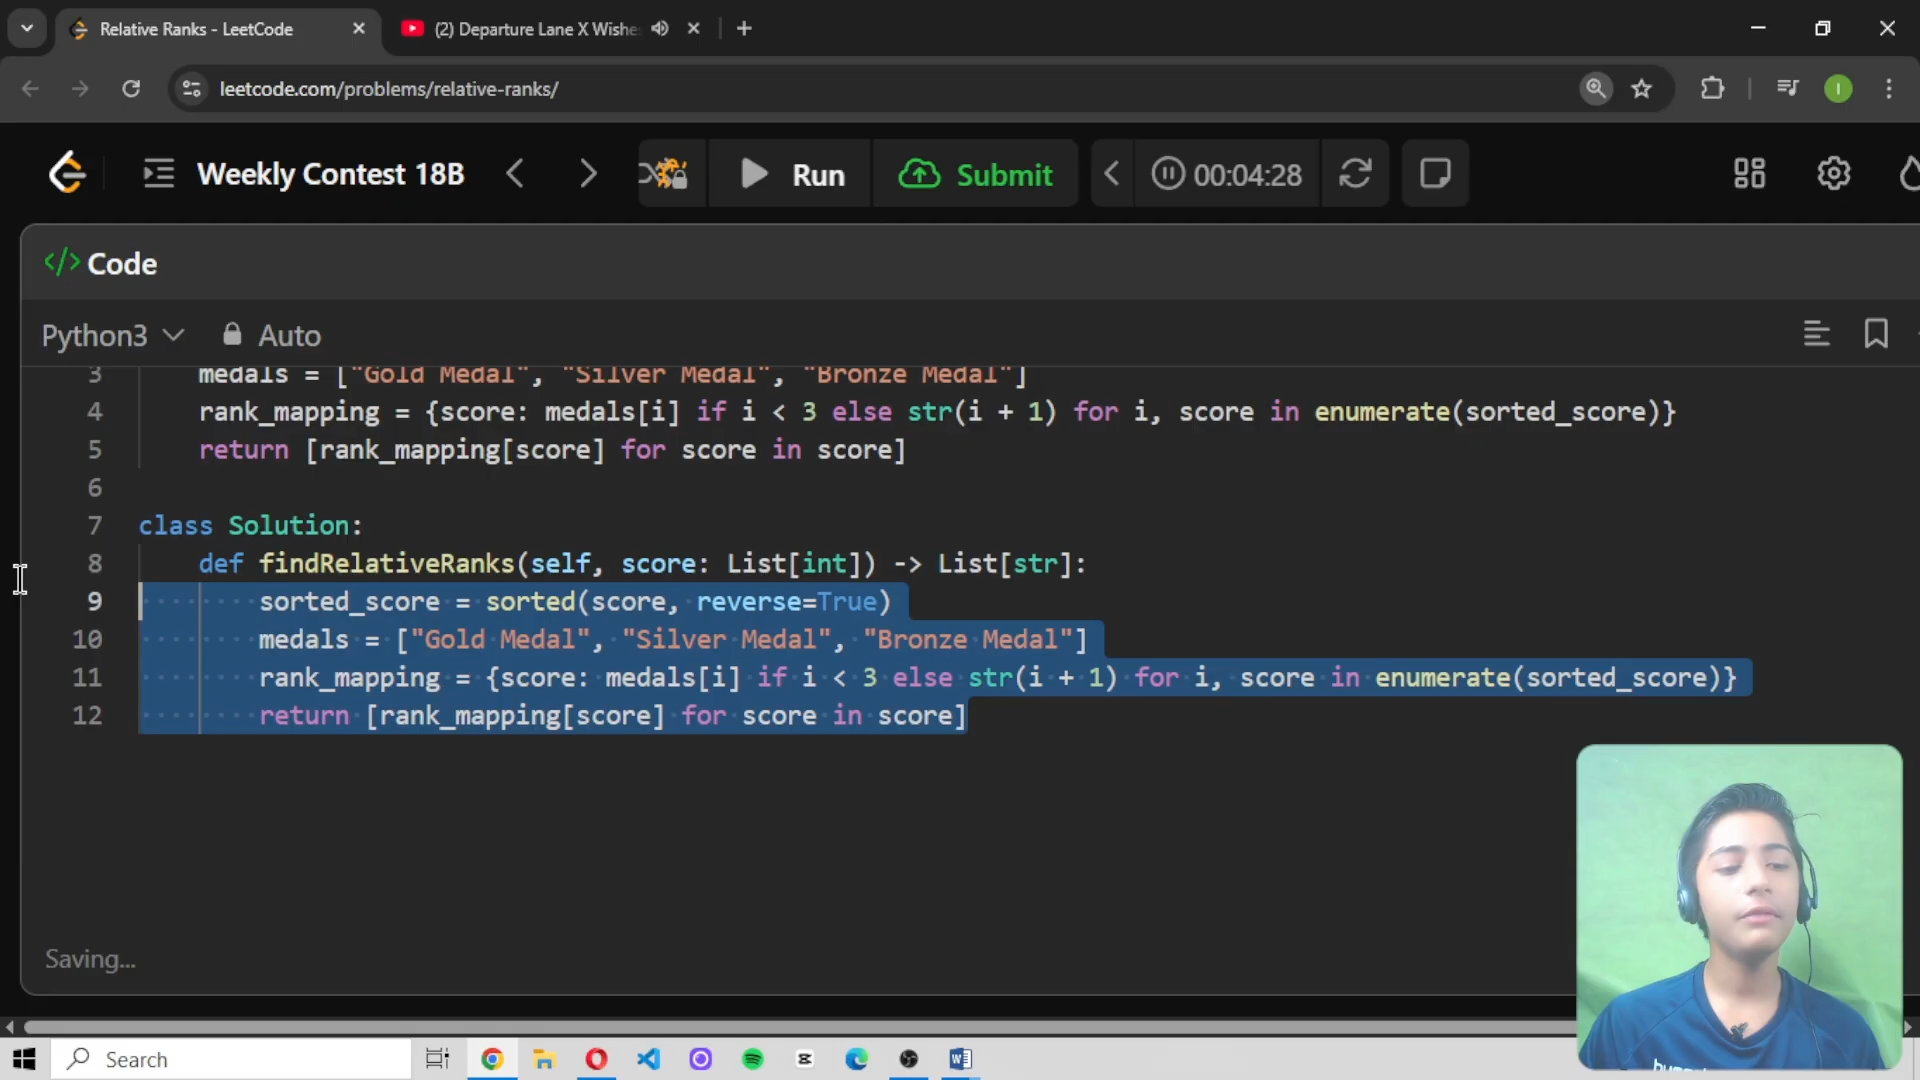 Relative Ranks - LeetCode
(2) Departure Lane X Wishe
leetcode.com/problems/relative-ranks/
I
Weekly Contest 18B
Run
Submit
00:04:28
</> Code
Python3
Auto
3 medals = ["Gold Medal", "Silver Medal", "Bronze Medal"]
4 rank_mapping = {score: medals[i] if i < 3 else str(i + 1) for i, score in enumerate(sorted_score)}
5 return [rank_mapping[score] for score in score]
6
7 class Solution:
8 def findRelativeRanks(self, score: List[int]) -> List[str]:
9 sorted_score = sorted(score, reverse=True)
10 medals = ["Gold Medal", "Silver Medal", "Bronze Medal"]
11 rank_mapping = {score: medals[i] if i < 3 else str(i + 1) for i, score in enumerate(sorted_score)}
12 return [rank_mapping[score] for score in score]
Saving...
Search